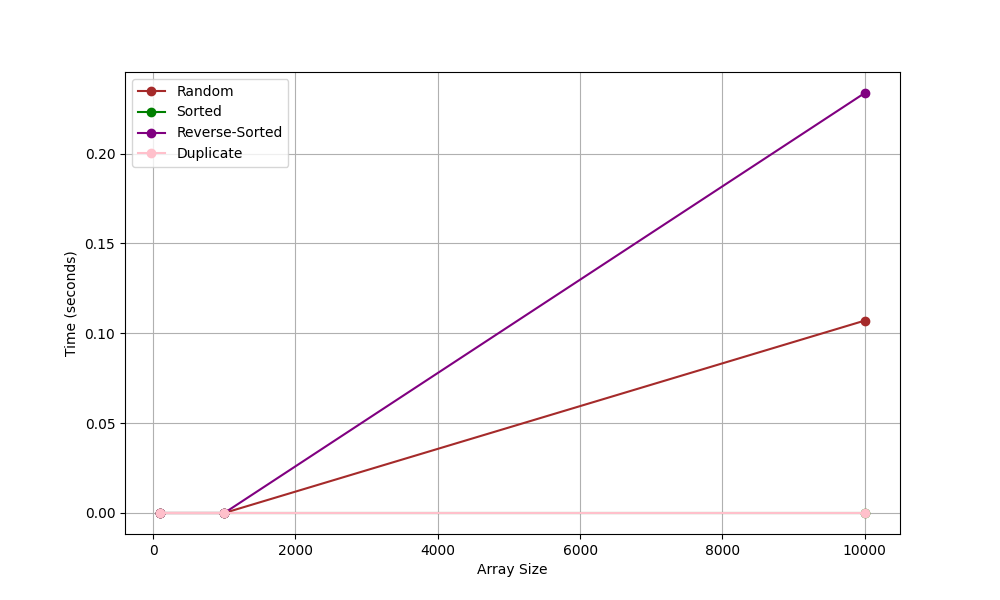 Random
Sorted
Reverse-Sorted
Duplicate
0.20
0.15
0.10
0.05
0.00
Time (seconds)
0 2000 4000 6000 8000 10000
Array Size